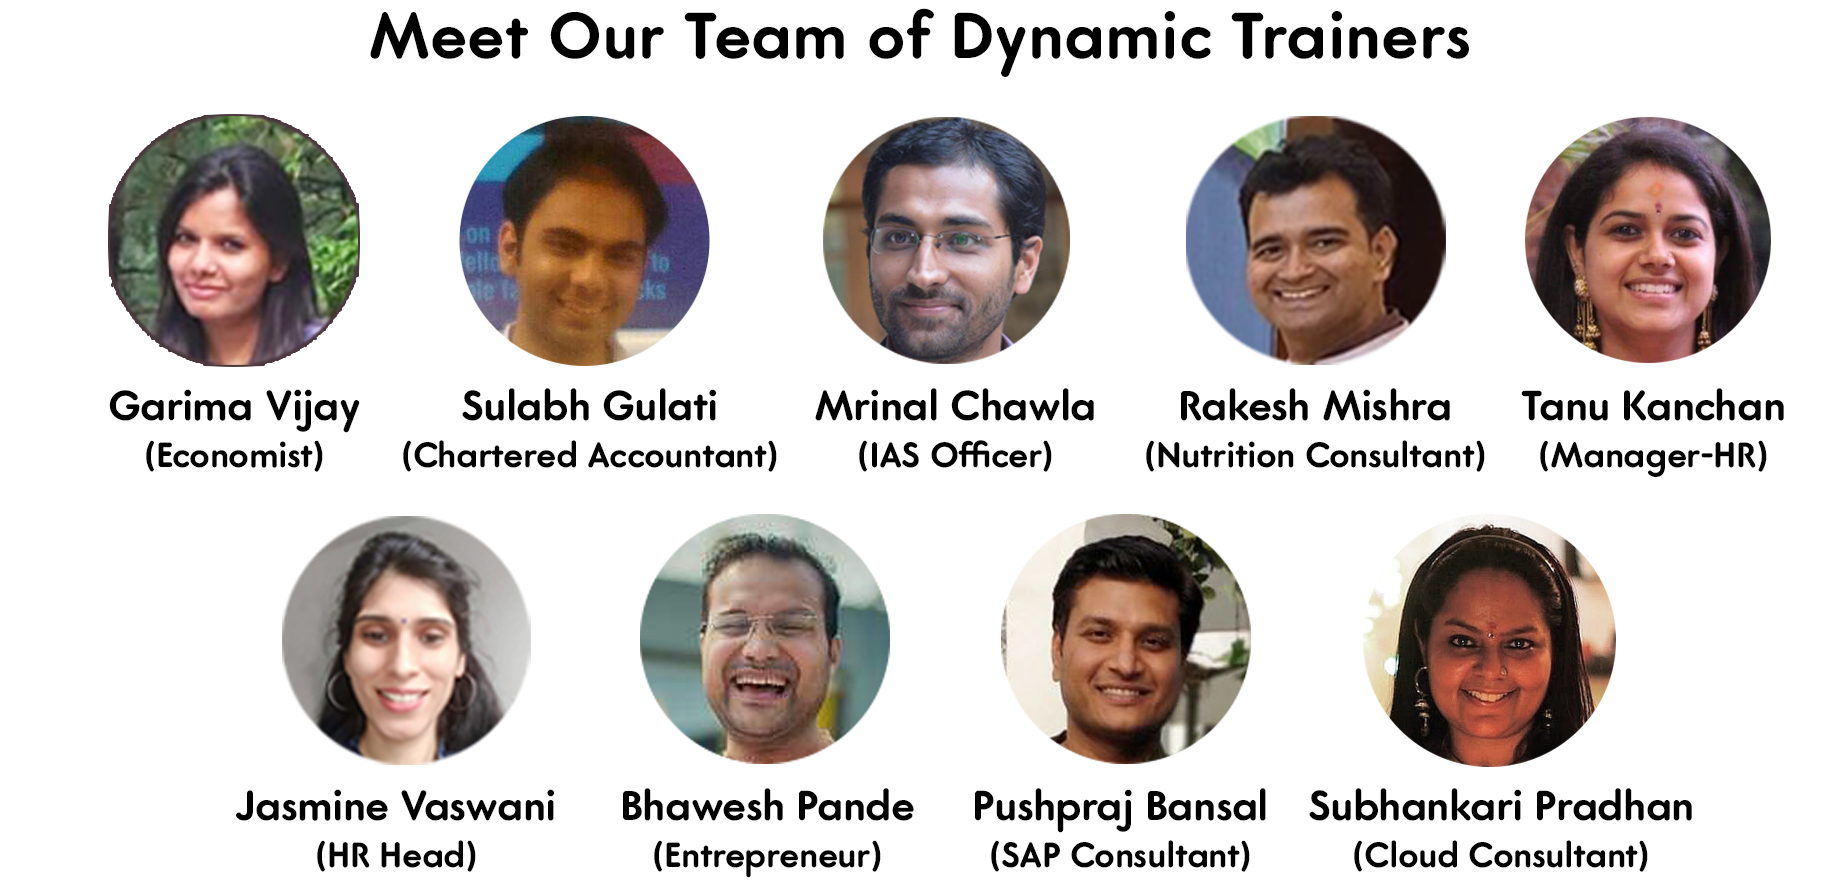 Meet Our Team of Dynamic Trainers
on
to
Garima Vijay
(Economist)
Sulabh Gulati
(Chartered Accountant)
Mrinal Chawla
(IAS Officer)
Rakesh Mishra
(Nutrition Consultant)
Tanu Kanchan
(Manager-HR)
Jasmine Vaswani
(HR Head)
Bhawesh Pande
(Entrepreneur)
Pushpraj Bansal
(SAP Consultant)
Subhankari Pradhan
(Cloud Consultant)